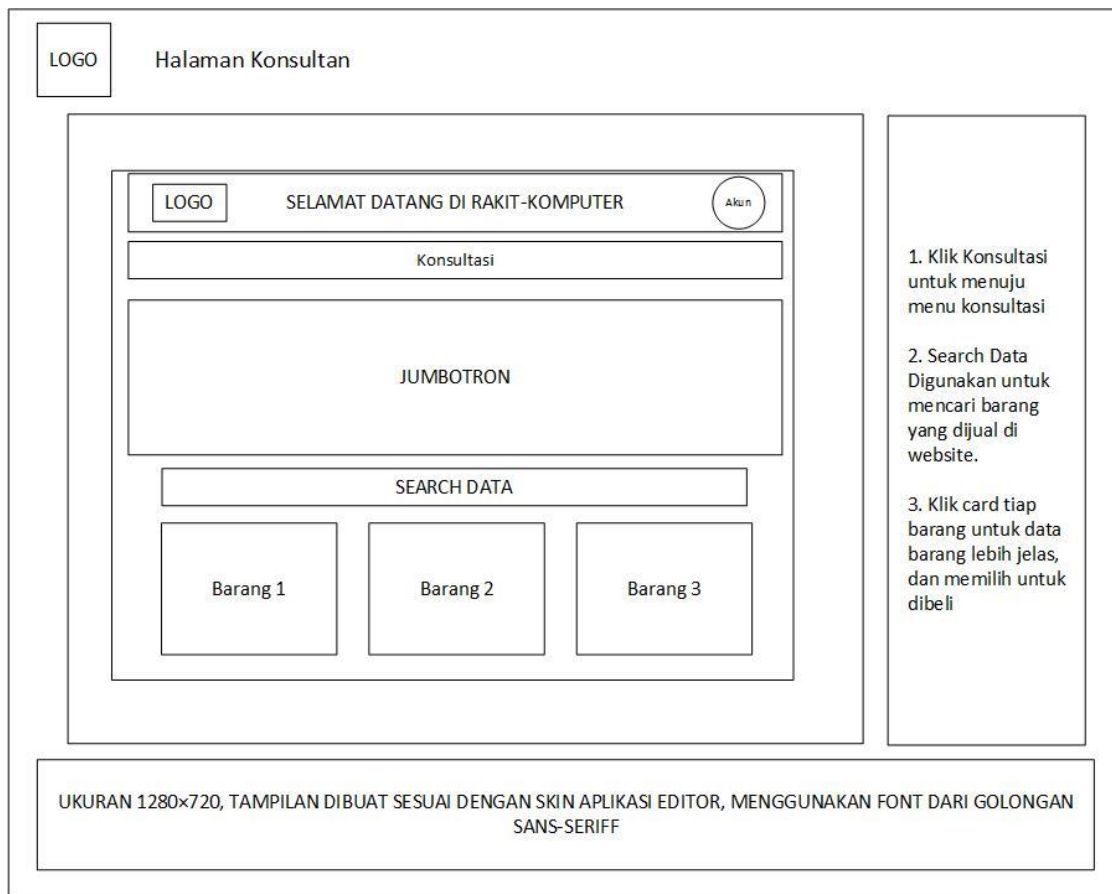 LOGO
Halaman Konsultan
LOGO
SELAMAT DATANG DI RAKIT-KOMPUTER
Akun
Konsultasi
JUMBOTRON
SEARCH DATA
Barang 1
Barang 2
Barang 3
1. Klik Konsultasi
untuk menuju
menu konsultasi
2. Search Data
Digunakan untuk
mencari barang
yang dijual di
website.
3. Klik card tiap
barang untuk data
barang lebih jelas,
dan memilih untuk
dibeli
UKURAN 1280×720, TAMPILAN DIBUAT SESUAI DENGAN SKIN APLIKASI EDITOR, MENGGUNAKAN FONT DARI GOLONGAN
SANS-SERIFF